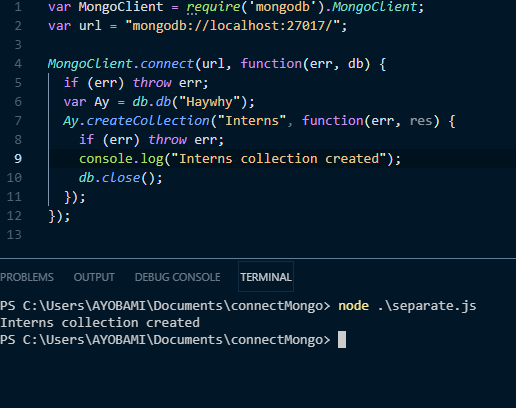 1 var MongoClient = require('mongodb').MongoClient;
2 var url = "mongodb://localhost:27017/";
3
4 MongoClient.connect(url, function(err, db) {
5   if (err) throw err;
6   var Ay = db.db("Haywhy");
7   Ay.createCollection("Interns", function(err, res) {
8     if (err) throw err;
9     console.log("Interns collection created");
10     db.close();
11   });
12 });
13
PROBLEMS OUTPUT DEBUG CONSOLE TERMINAL
PS C:\Users\AYOBAMI\Documents\connectMongo> node .\separate.js
Interns collection created
PS C:\Users\AYOBAMI\Documents\connectMongo>